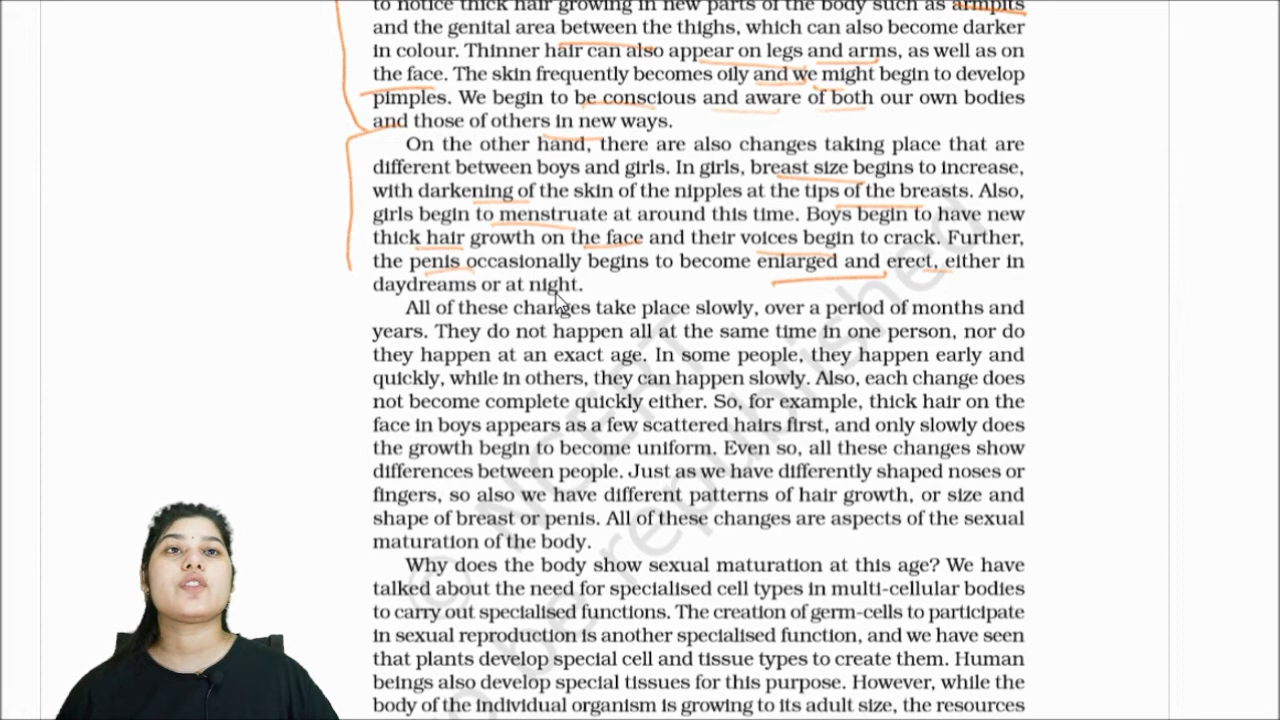 to notice thick hair growing in new parts of the body such as armpits
and the genital area between the thighs, which can also become darker
in colour. Thinner hair can also appear on legs and arms, as well as on
the face. The skin frequently becomes oily and we might begin to develop
pimples. We begin to be conscious and aware of both our own bodies
and those of others in new ways.
On the other hand, there are also changes taking place that are
different between boys and girls. In girls, breast size begins to increase,
with darkening of the skin of the nipples at the tips of the breasts. Also,
girls begin to menstruate at around this time. Boys begin to have new
thick hair growth on the face and their voices begin to crack. Further,
the penis occasionally begins to become enlarged and erect, either in
daydreams or at night.
All of these changes take place slowly, over a period of months and
years. They do not happen all at the same time in one person, nor do
they happen at an exact age. In some people, they happen early and
quickly, while in others, they can happen slowly. Also, each change does
not become complete quickly either. So, for example, thick hair on the
face in boys appears as a few scattered hairs first, and only slowly does
the growth begin to become uniform. Even so, all these changes show
differences between people. Just as we have differently shaped noses or
fingers, so also we have different patterns of hair growth, or size and
shape of breast or penis. All of these changes are aspects of the sexual
maturation of the body.
Why does the body show sexual maturation at this age? We have
talked about the need for specialised cell types in multi-cellular bodies
to carry out specialised functions. The creation of germ-cells to participate
in sexual reproduction is another specialised function, and we have seen
that plants develop special cell and tissue types to create them. Human
beings also develop special tissues for this purpose. However, while the
body of the individual organism is growing to its adult size, the resources
© NCERT
be republished